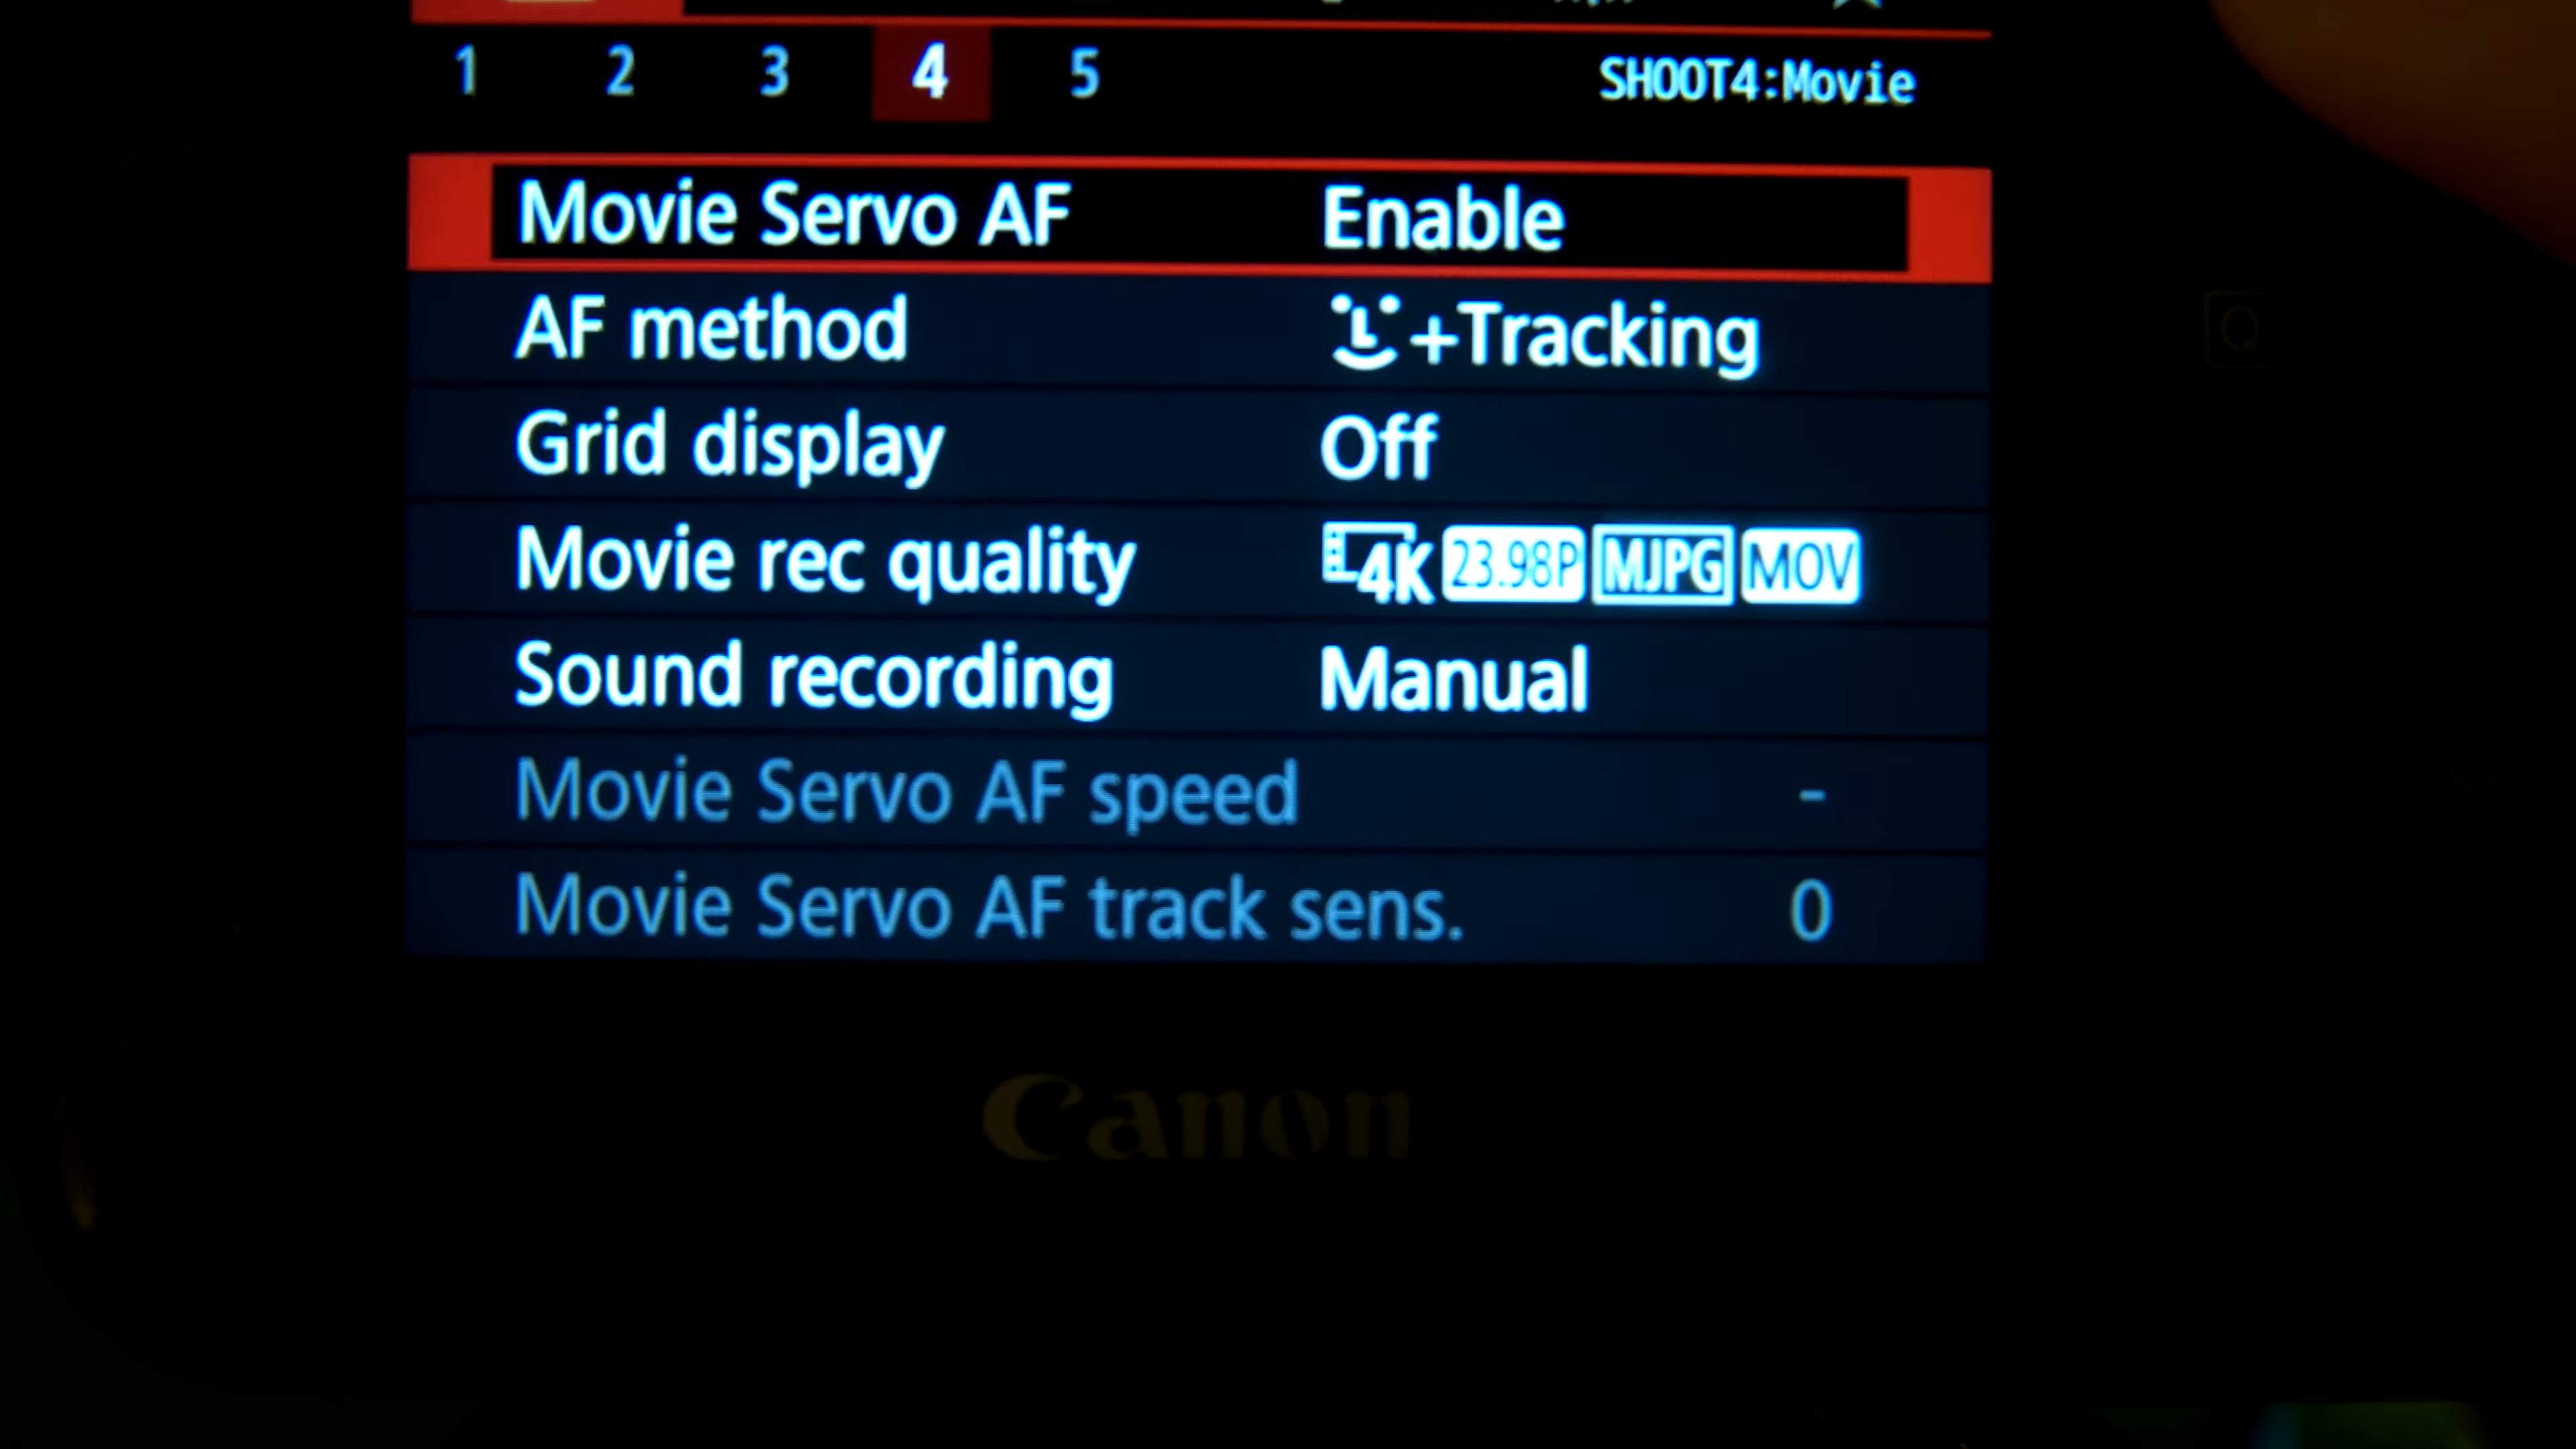 1 2 3 4 5 SHOOT4:Movie
Movie Servo AF Enable
AF method +Tracking
Grid display Off
Movie rec quality 4K 23.98P MJPG MOV
Sound recording Manual
Movie Servo AF speed -
Movie Servo AF track sens. 0
Q
Canon